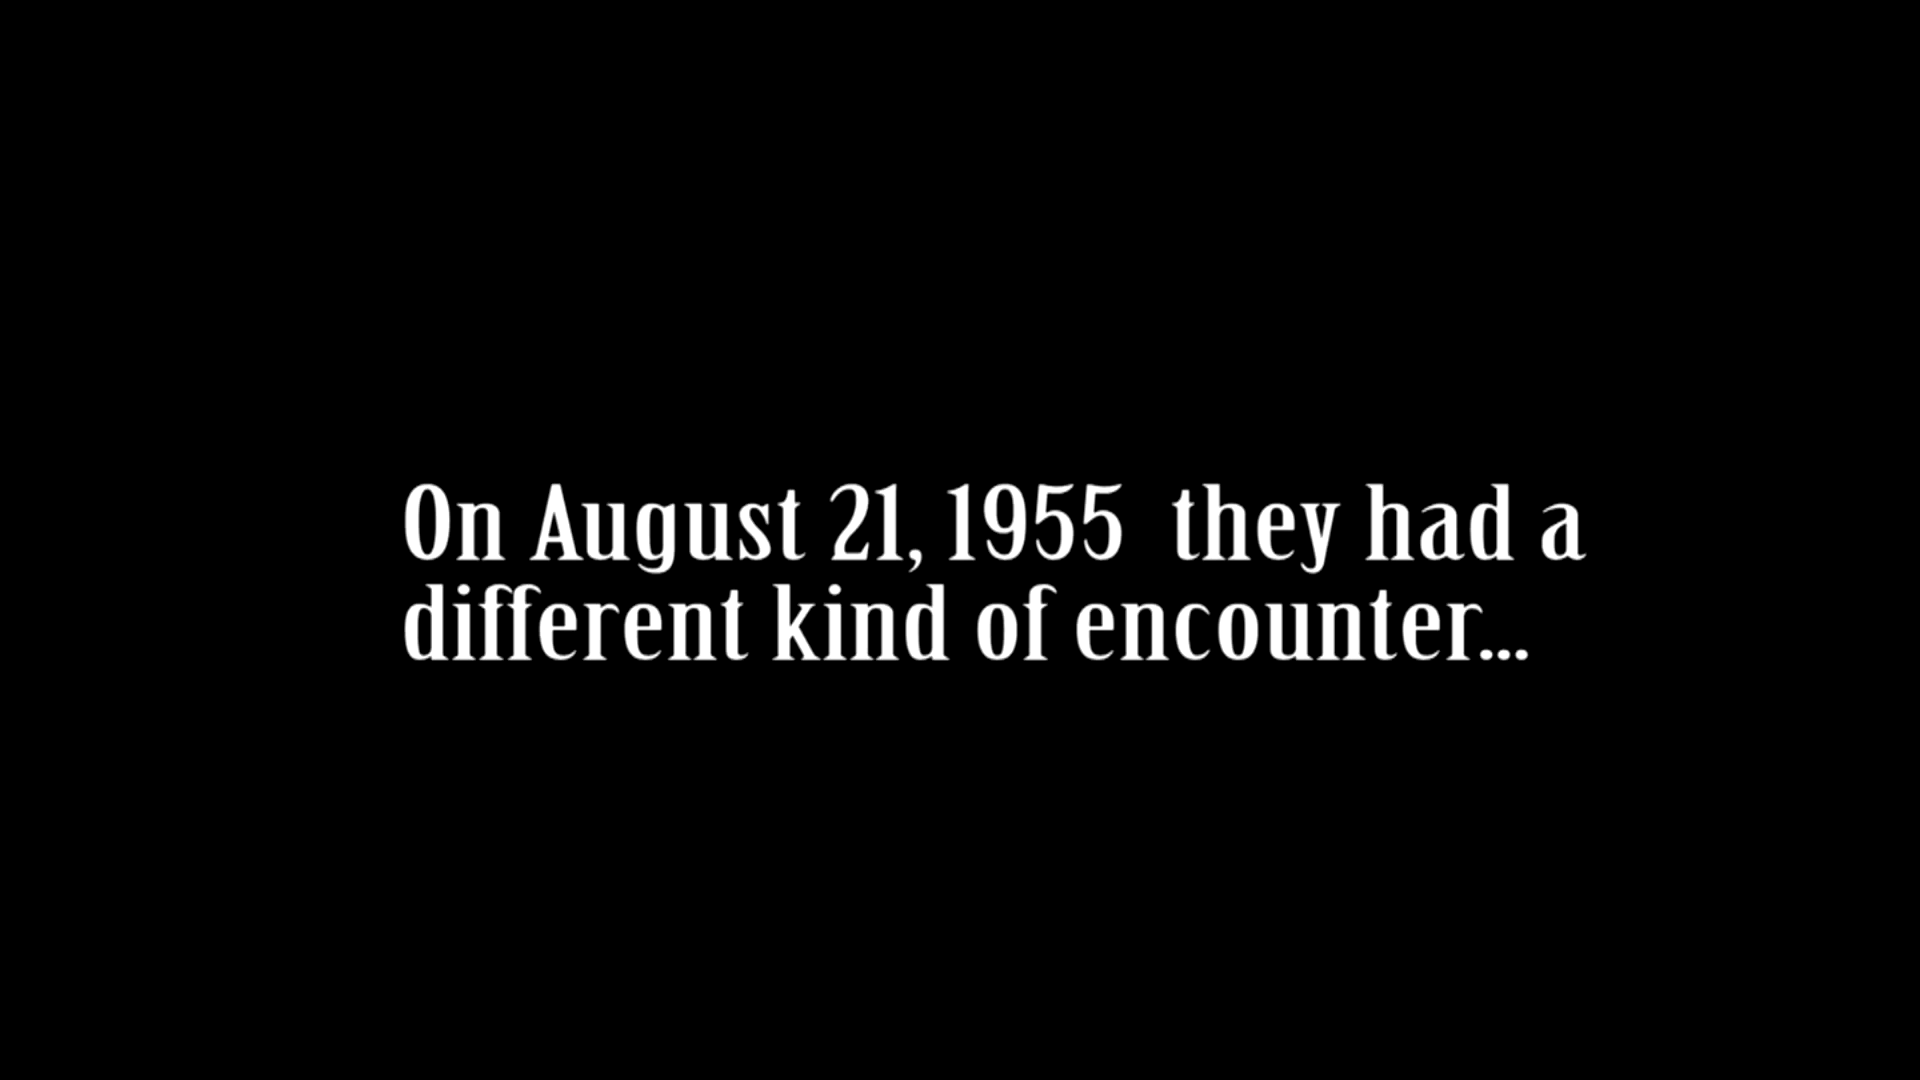 On August 21, 1955  they had a
different kind of encounter...